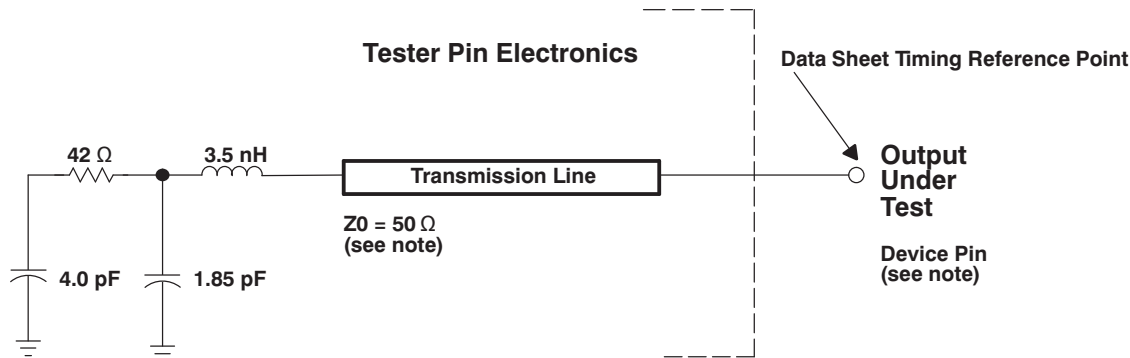 Tester Pin Electronics
Data Sheet Timing Reference Point
42 Ω
3.5 nH
Transmission Line
Output
Under
Test
Z0 = 50 Ω
(see note)
Device Pin
(see note)
4.0 pF
1.85 pF